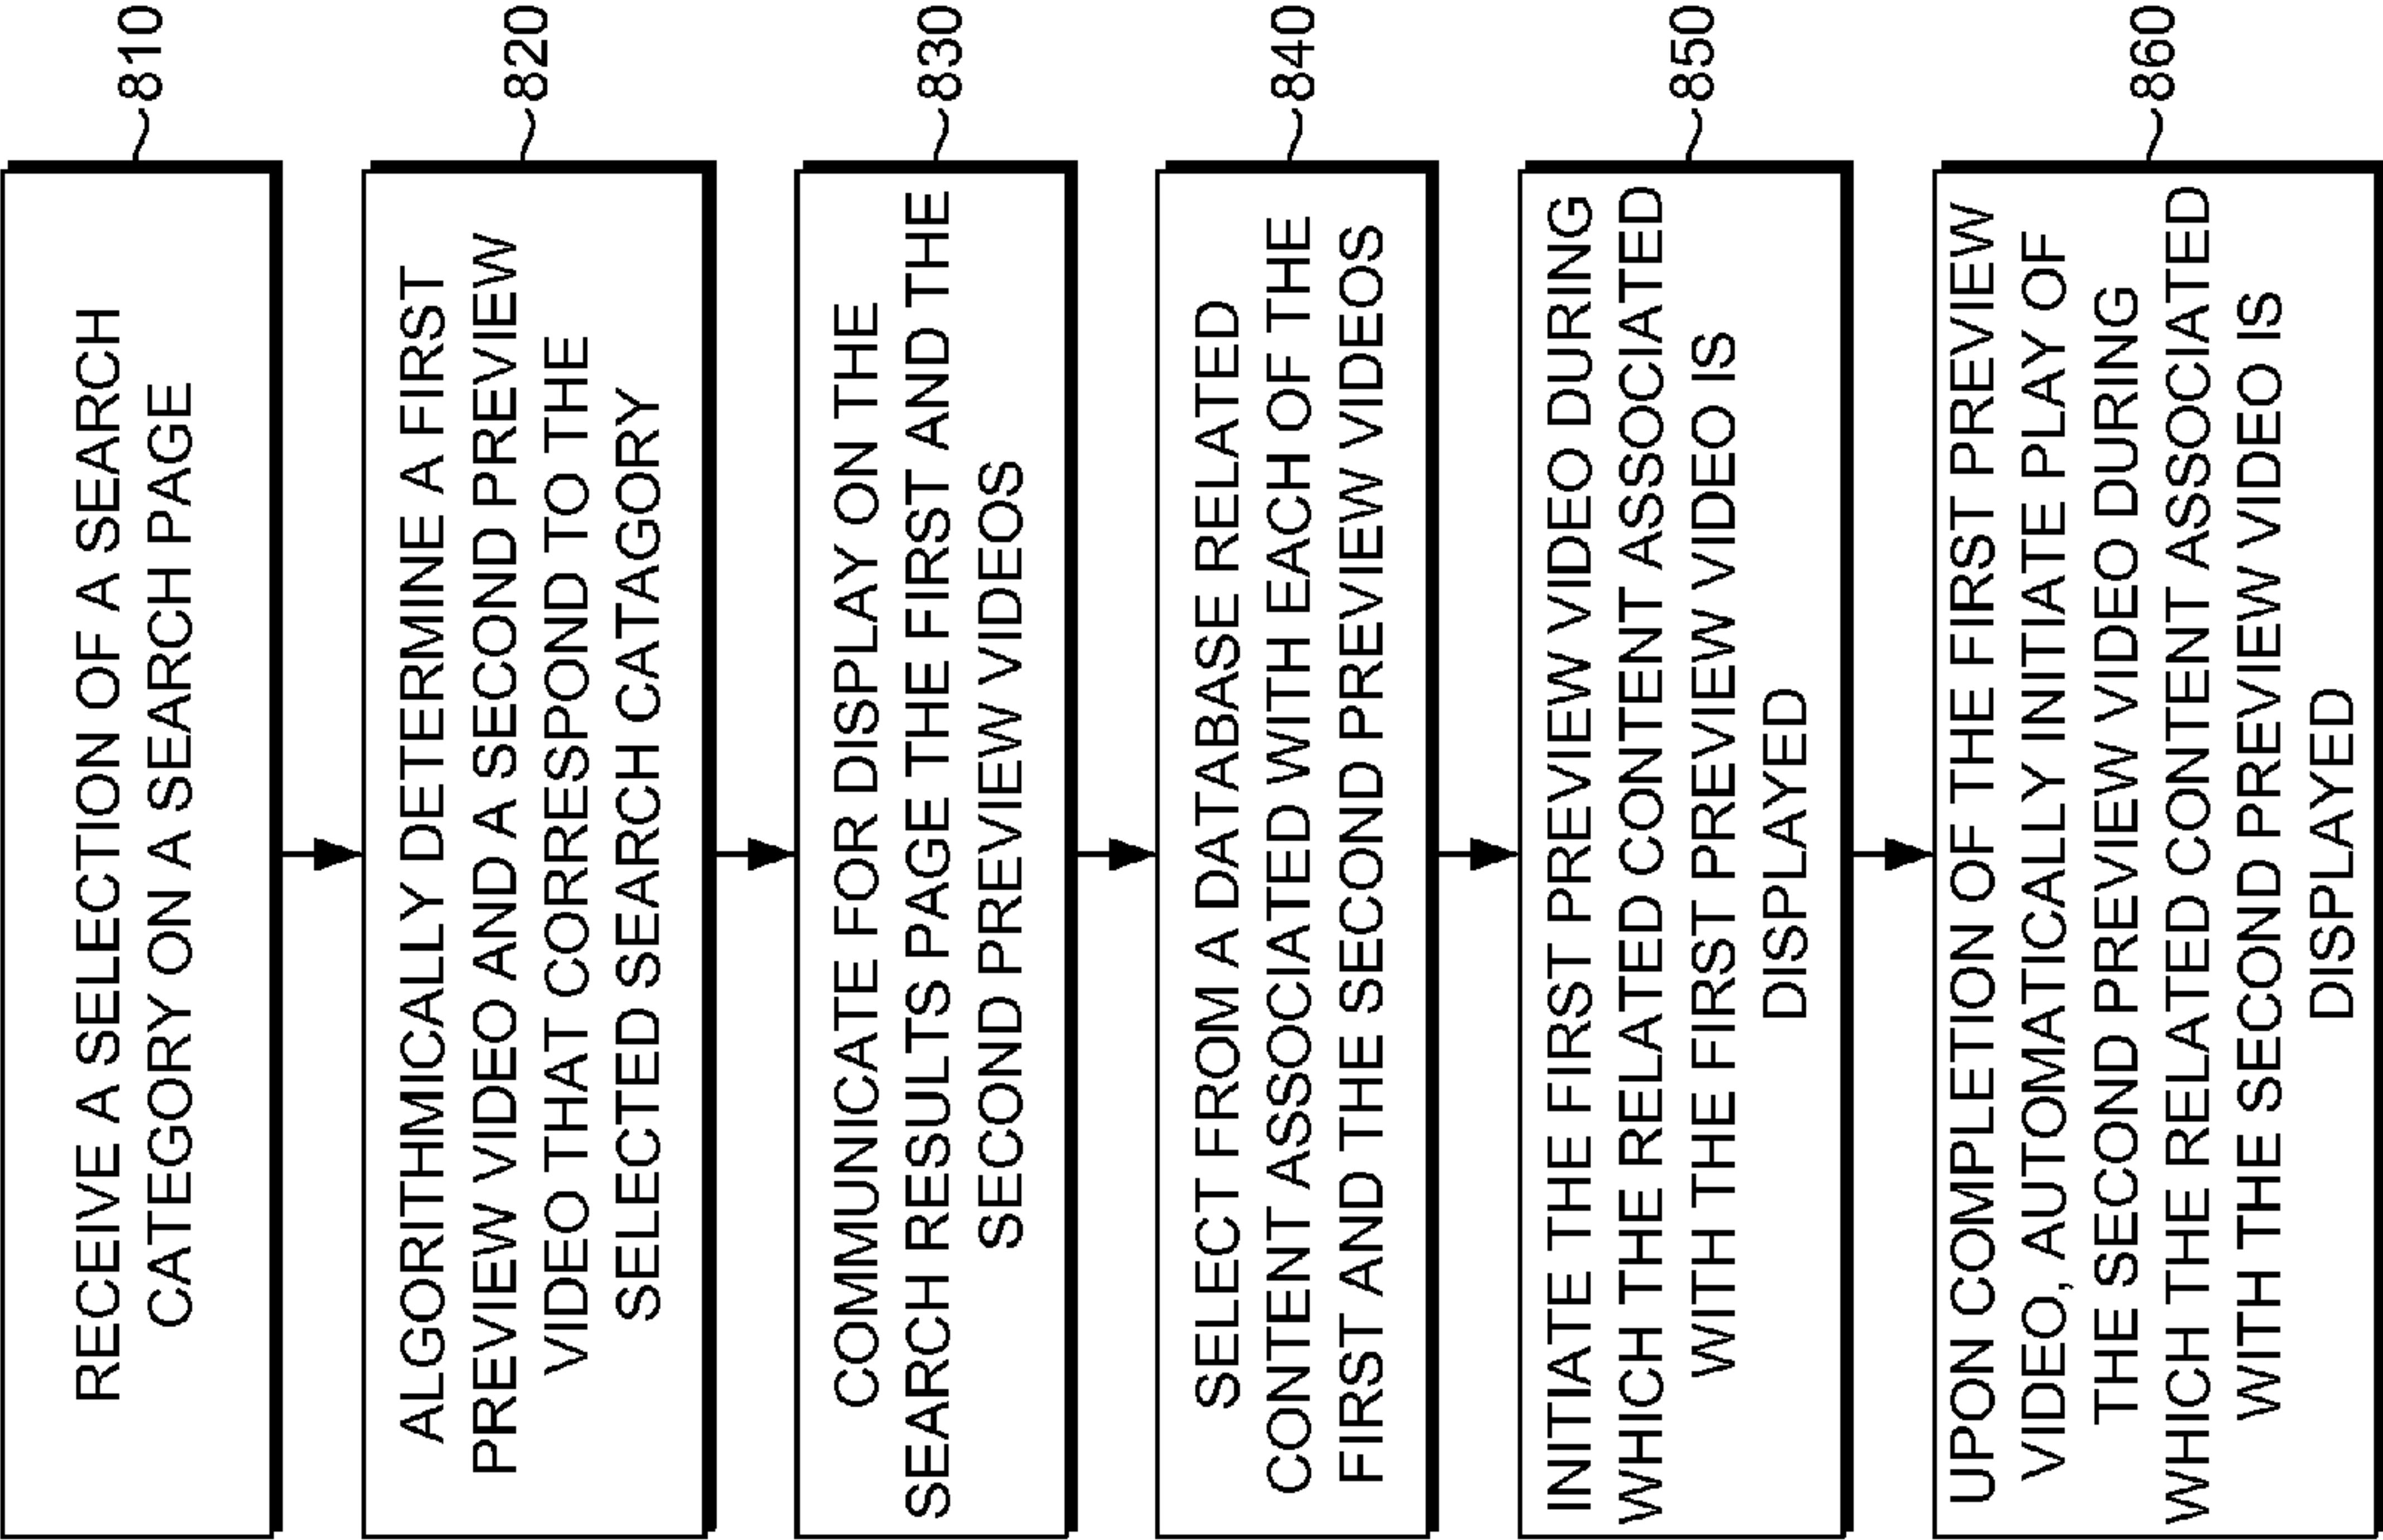 RECEIVE A SELECTION OF A SEARCH
CATEGORY ON A SEARCH PAGE
810
ALGORITHMICALLY DETERMINE A FIRST
PREVIEW VIDEO AND A SECOND PREVIEW
VIDEO THAT CORRESPOND TO THE
SELECTED SEARCH CATAGORY
820
COMMUNICATE FOR DISPLAY ON THE
SEARCH RESULTS PAGE THE FIRST AND THE
SECOND PREVIEW VIDEOS
830
SELECT FROM A DATABASE RELATED
CONTENT ASSOCIATED WITH EACH OF THE
FIRST AND THE SECOND PREVIEW VIDEOS
840
INITIATE THE FIRST PREVIEW VIDEO DURING
WHICH THE RELATED CONTENT ASSOCIATED
WITH THE FIRST PREVIEW VIDEO IS
DISPLAYED
850
UPON COMPLETION OF THE FIRST PREVIEW
VIDEO, AUTOMATICALLY INITIATE PLAY OF
THE SECOND PREVIEW VIDEO DURING
WHICH THE RELATED CONTENT ASSOCIATED
WITH THE SECOND PREVIEW VIDEO IS
DISPLAYED
860